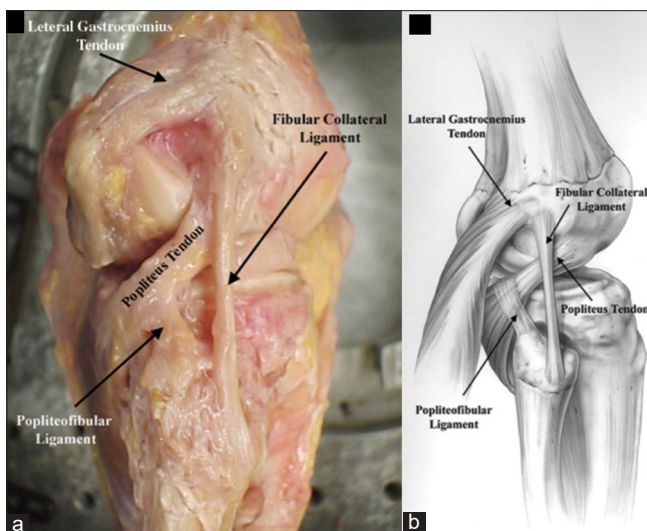 Leteral Gastrocnemius
Tendon
Fibular Collateral
Ligament
Popliteus Tendon
Popliteofibular
Ligament
a
Lateral Gastrocnemius
Tendon
Fibular Collateral
Ligament
Popliteus Tendon
Popliteofibular
Ligament
b